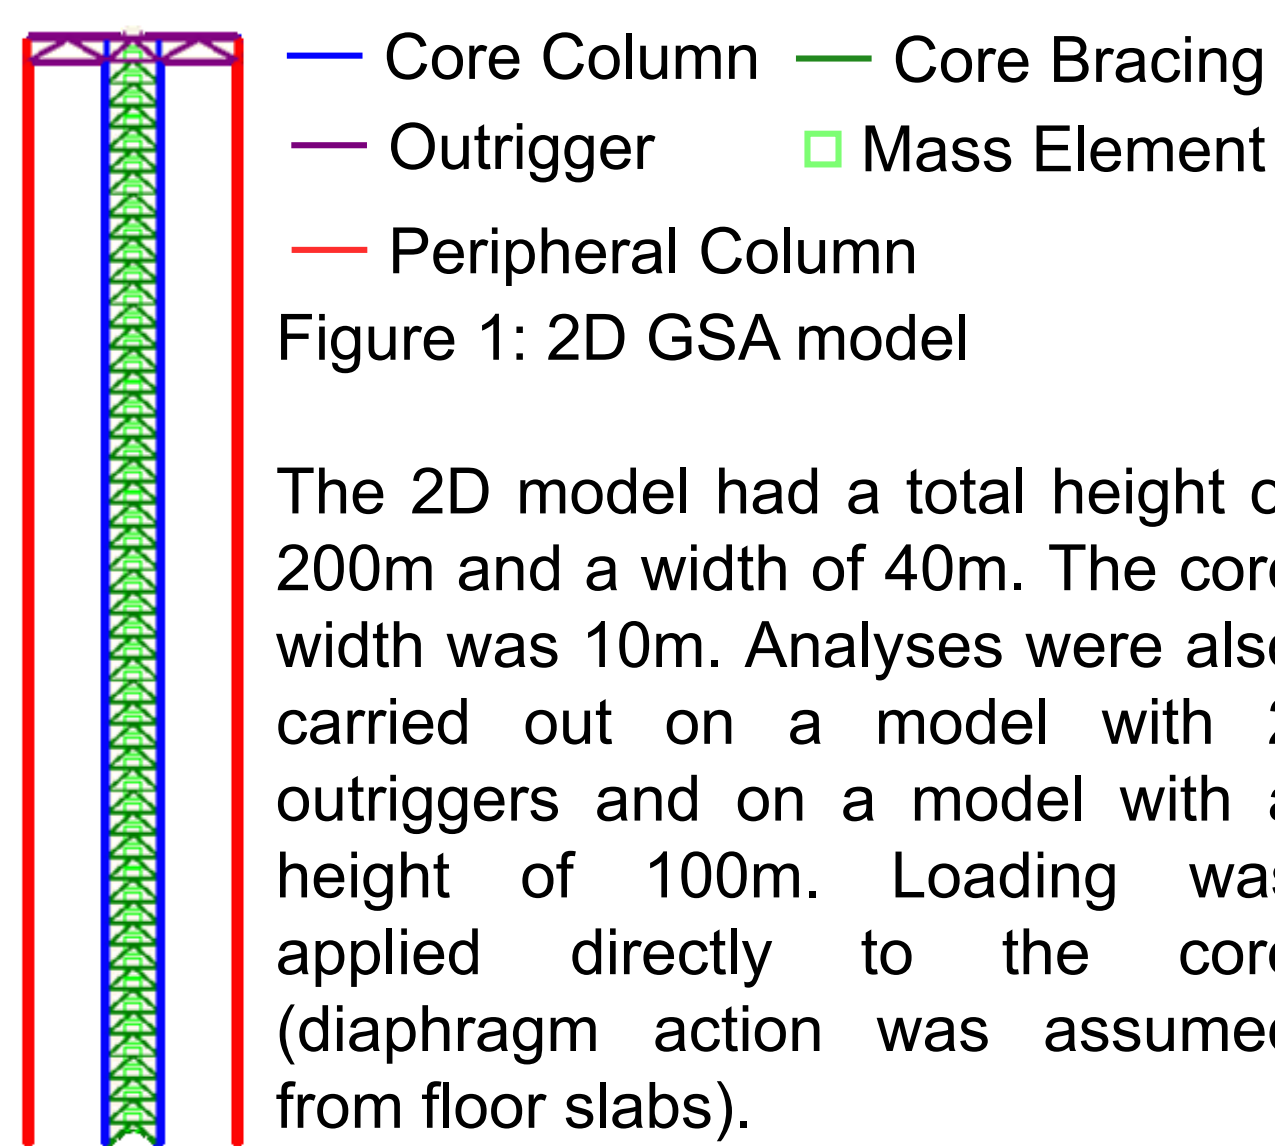 Core Column
Core Bracing
Outrigger
Mass Element
Peripheral Column
Figure 1: 2D GSA model
The 2D model had a total height
200m and a width of 40m. The
width was 10m. Analyses were
carried out on a model with 2
outriggers and on a model with a
height of 100m. Loading
applied directly to the
(diaphragm action was
from floor slabs).